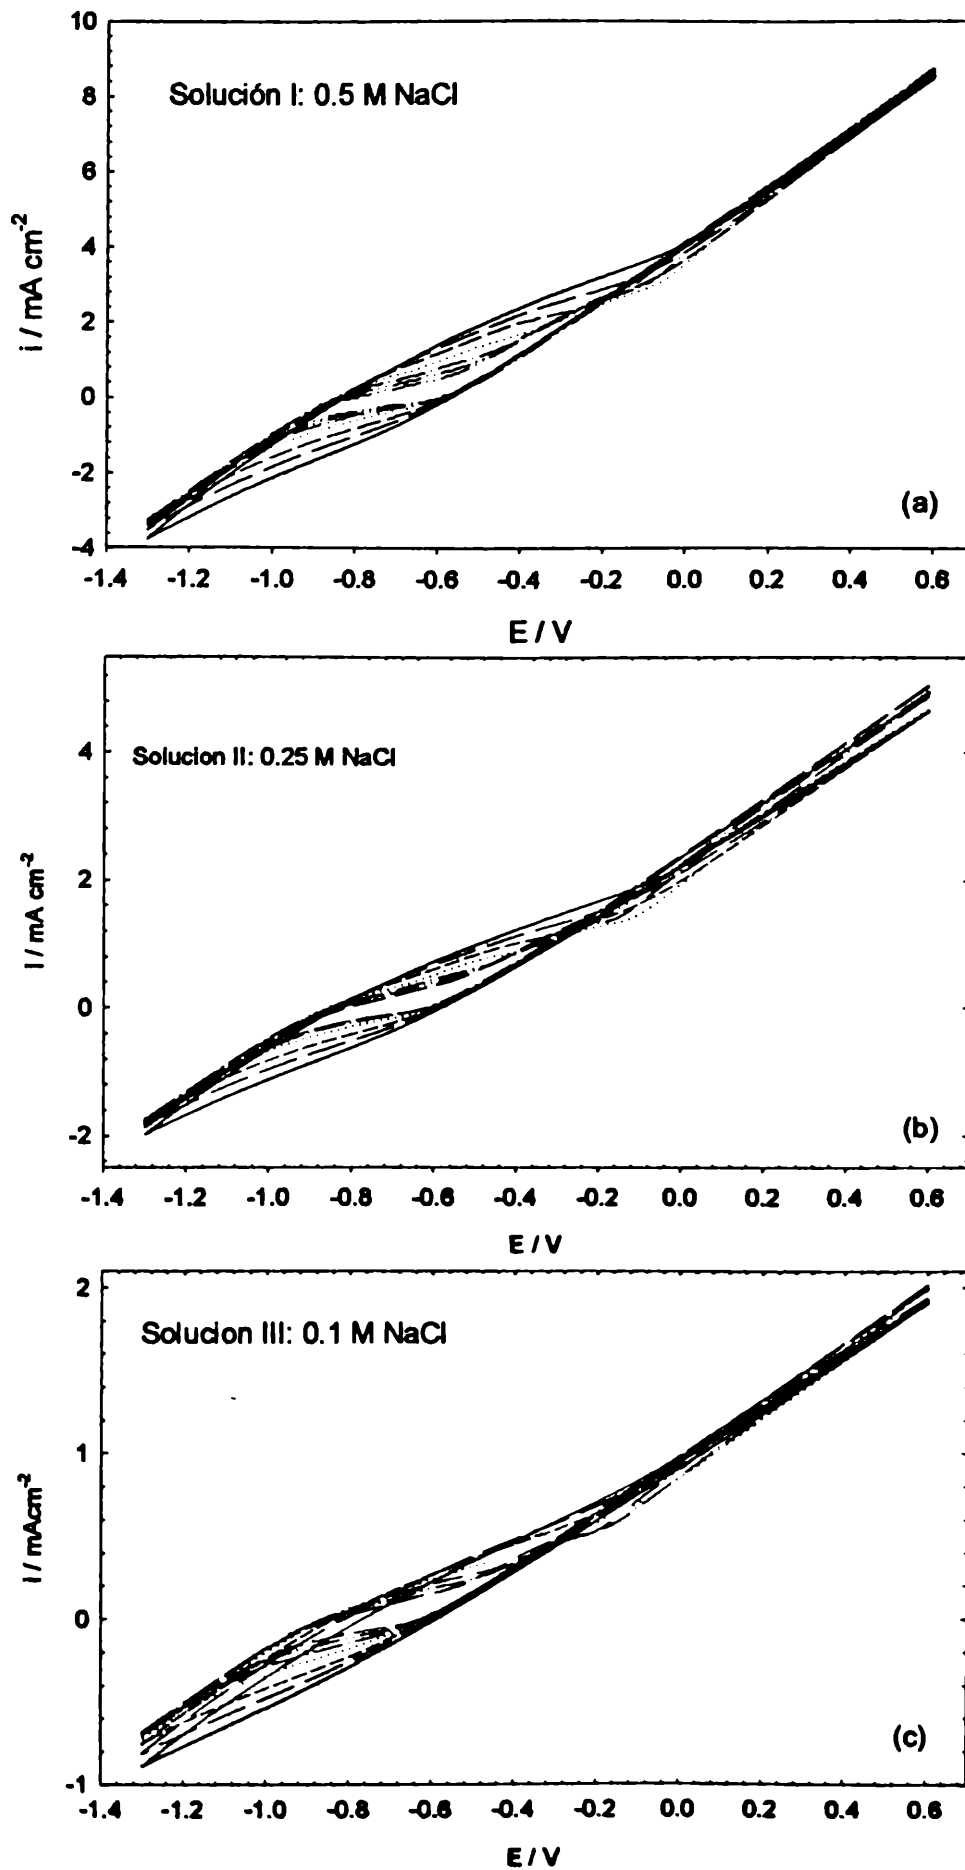 10
Solución I: 0.5 M NaCl
8
6
4
2
0
-2
-4
i / mA cm-2
(a)
-1.4 -1.2 -1.0 -0.8 -0.6 -0.4 -0.2 0.0 0.2 0.4 0.6
E / V
Solucion II: 0.25 M NaCl
4
2
0
-2
i / mA cm-2
(b)
-1.4 -1.2 -1.0 -0.8 -0.6 -0.4 -0.2 0.0 0.2 0.4 0.6
E / V
2
Solucion III: 0.1 M NaCl
1
0
-1
i / mAcm-2
(c)
-1.4 -1.2 -1.0 -0.8 -0.6 -0.4 -0.2 0.0 0.2 0.4 0.6
E / V